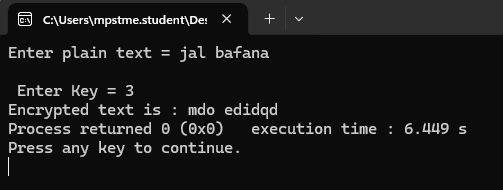 C:\Users\mpstme.student\Des
Enter plain text = jal bafana
Enter Key = 3
Encrypted text is : mdo edidqd
Process returned 0 (0x0)   execution time : 6.449 s
Press any key to continue.